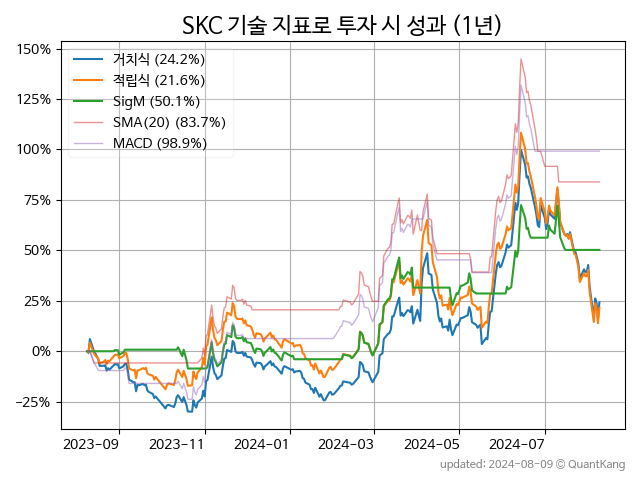 SKC 기술 지표로 투자 시 성과 (1년)
150%
125%
100%
75%
50%
25%
0%
−25%
거치식 (24.2%)
적립식 (21.6%)
SigM (50.1%)
SMA(20) (83.7%)
MACD (98.9%)
2023-09
2023-11
2024-01
2024-03
2024-05
2024-07
updated: 2024-08-09 © QuantKang